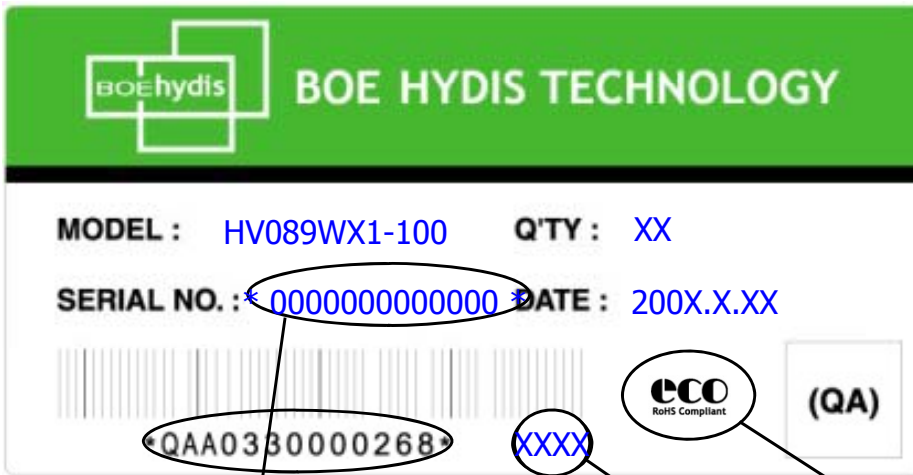 BOEhydis
BOE HYDIS TECHNOLOGY
MODEL : HV089WX1-100 Q'TY : XX
SERIAL NO. : * 0000000000000 * DATE : 200X.X.XX
eco
RoHS Compliant
(QA)
*QAA0330000268* XXXX